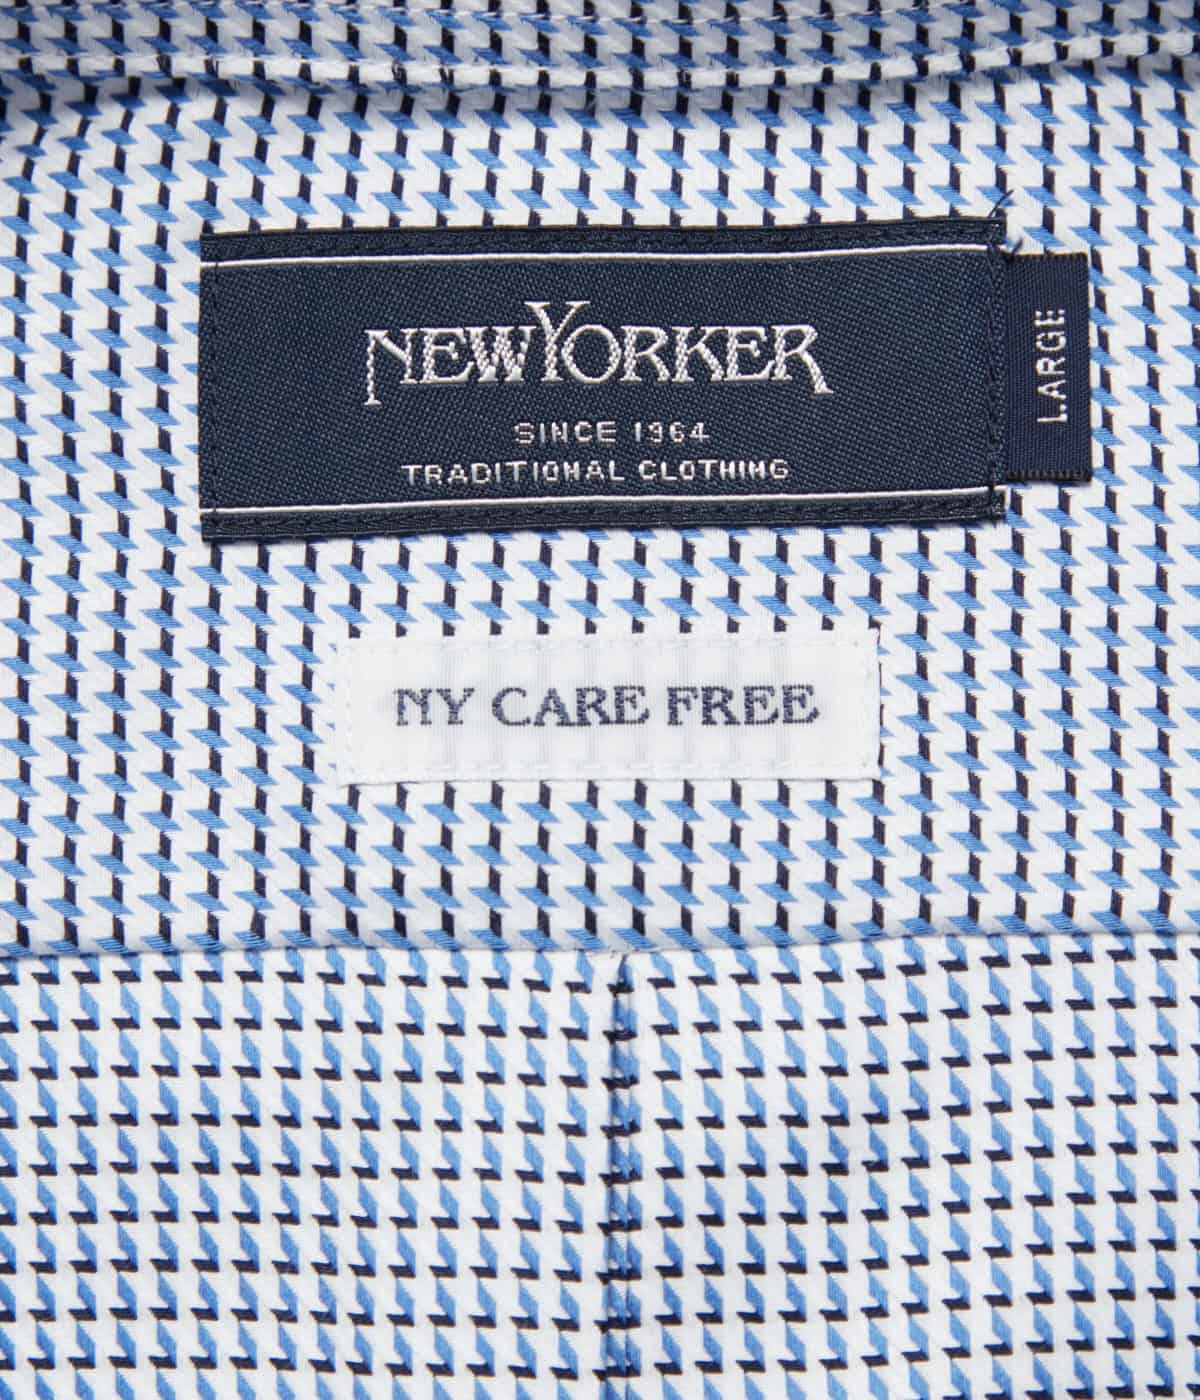 NEWYORKER
SINCE 1964
TRADITIONAL CLOTHING
LARGE
NY CARE FREE